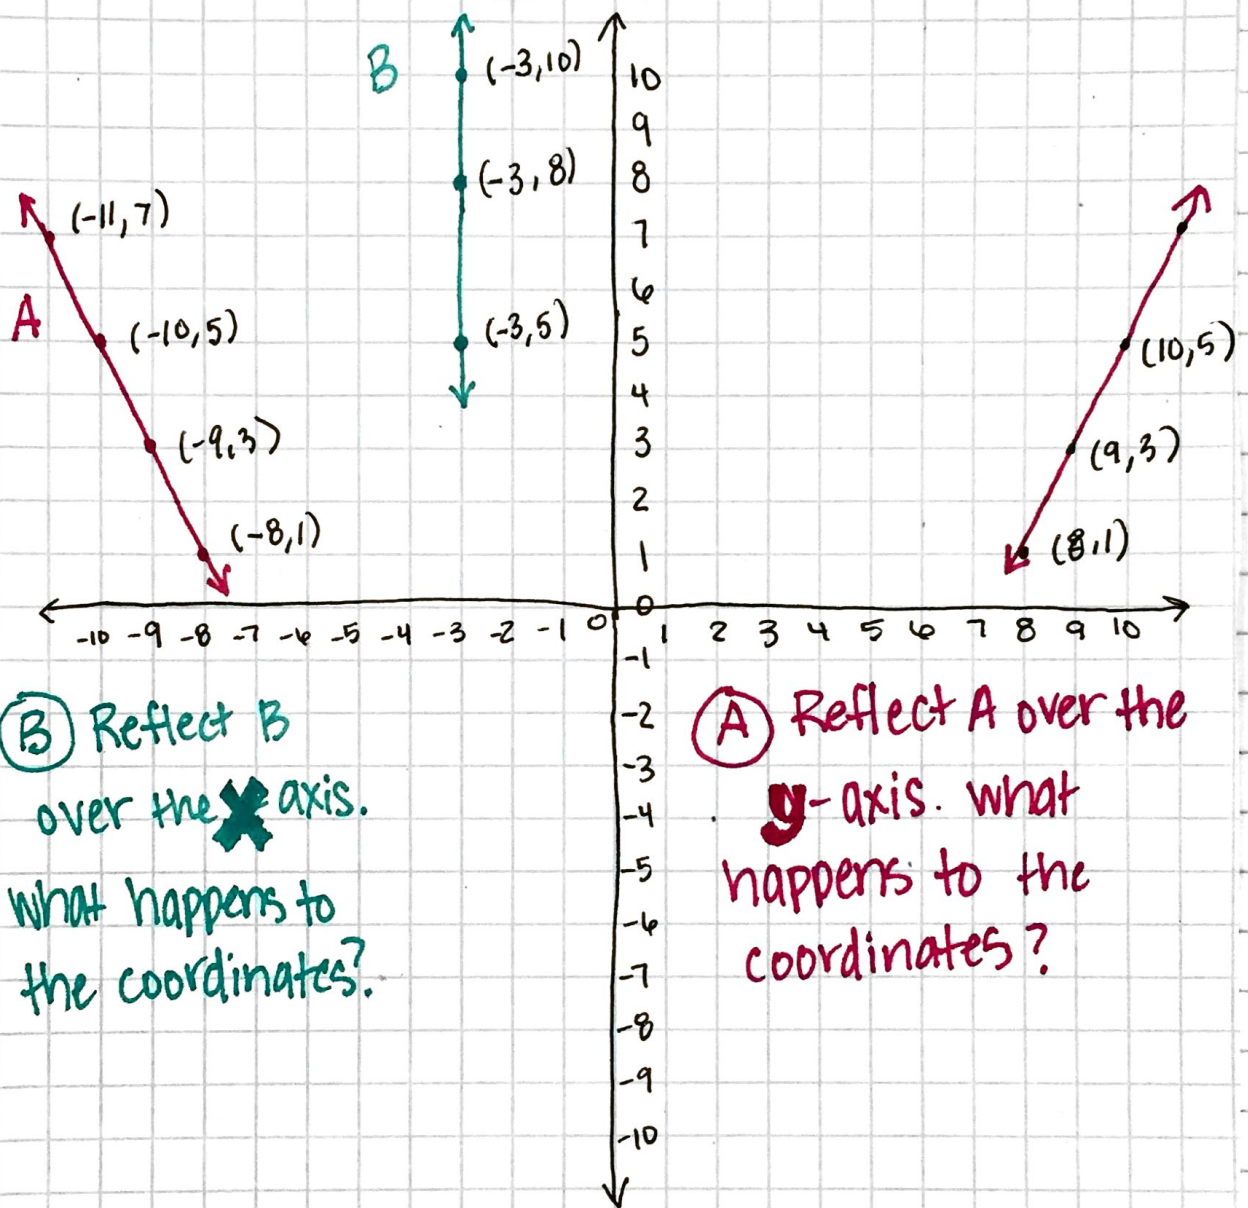 B
(-3,10)
(-3,8)
(-3,5)
(-11,7)
A
(-10,5)
(-9,3)
(-8,1)
(10,5)
(9,3)
(8,1)
10
9
8
7
6
5
4
3
2
1
0
-10 -9 -8 -7 -6 -5 -4 -3 -2 -1 0 1 2 3 4 5 6 7 8 9 10
-1
-2
-3
-4
-5
-6
-7
-8
-9
-10
B Reflect B
over the X axis.
what happens to
the coordinates?
A Reflect A over the
y-axis. what
happens to the
coordinates?